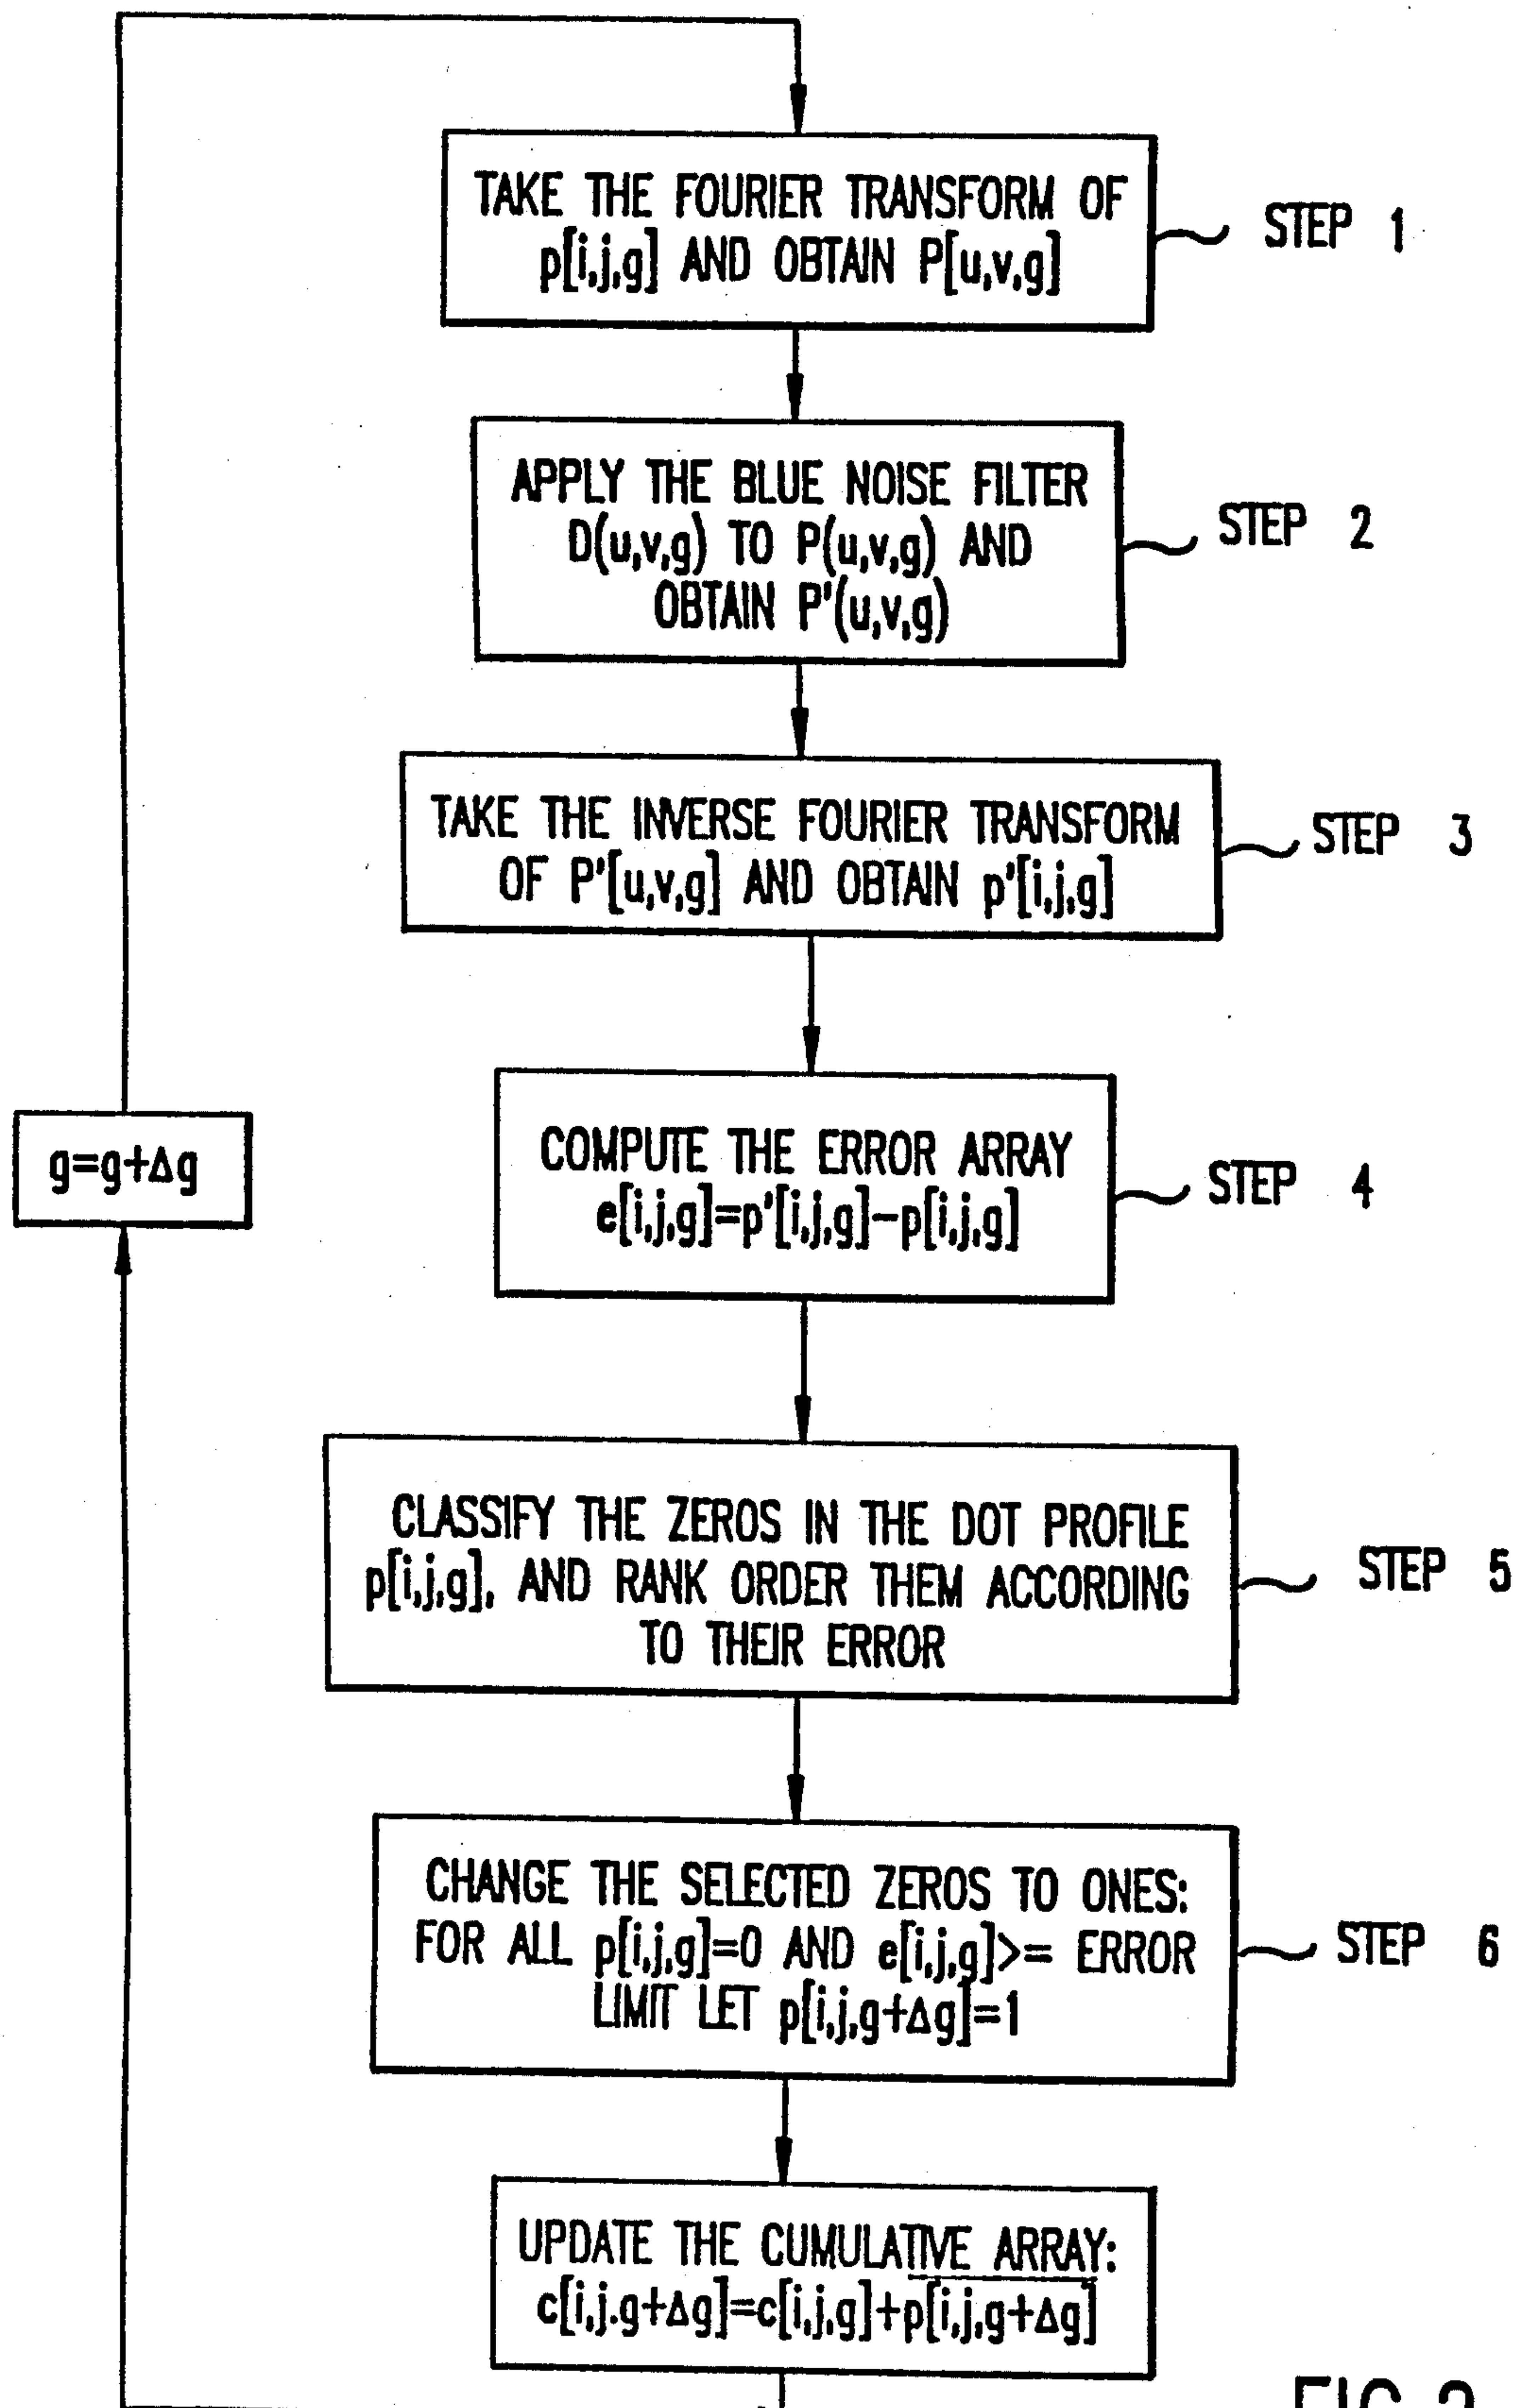 TAKE THE FOURIER TRANSFORM OF
p[i,j,g] AND OBTAIN P[u,v,g]
STEP 1
APPLY THE BLUE NOISE FILTER
D(u,v,g) TO P(u,v,g) AND
OBTAIN P'(u,v,g)
STEP 2
TAKE THE INVERSE FOURIER TRANSFORM
OF P'[u,v,g] AND OBTAIN p'[i,j,g]
STEP 3
g=g+Δg
COMPUTE THE ERROR ARRAY
e[i,j,g]=p'[i,j,g]-p[i,j,g]
STEP 4
CLASSIFY THE ZEROS IN THE DOT PROFILE
p[i,j,g], AND RANK ORDER THEM ACCORDING
TO THEIR ERROR
STEP 5
CHANGE THE SELECTED ZEROS TO ONES:
FOR ALL p[i,j,g]=0 AND e[i,j,g]>= ERROR
LIMIT LET p[i,j,g+Δg]=1
STEP 6
UPDATE THE CUMULATIVE ARRAY:
c[i,j.g+Δg]=c[i,j,g]+p[i,j,g+Δg]